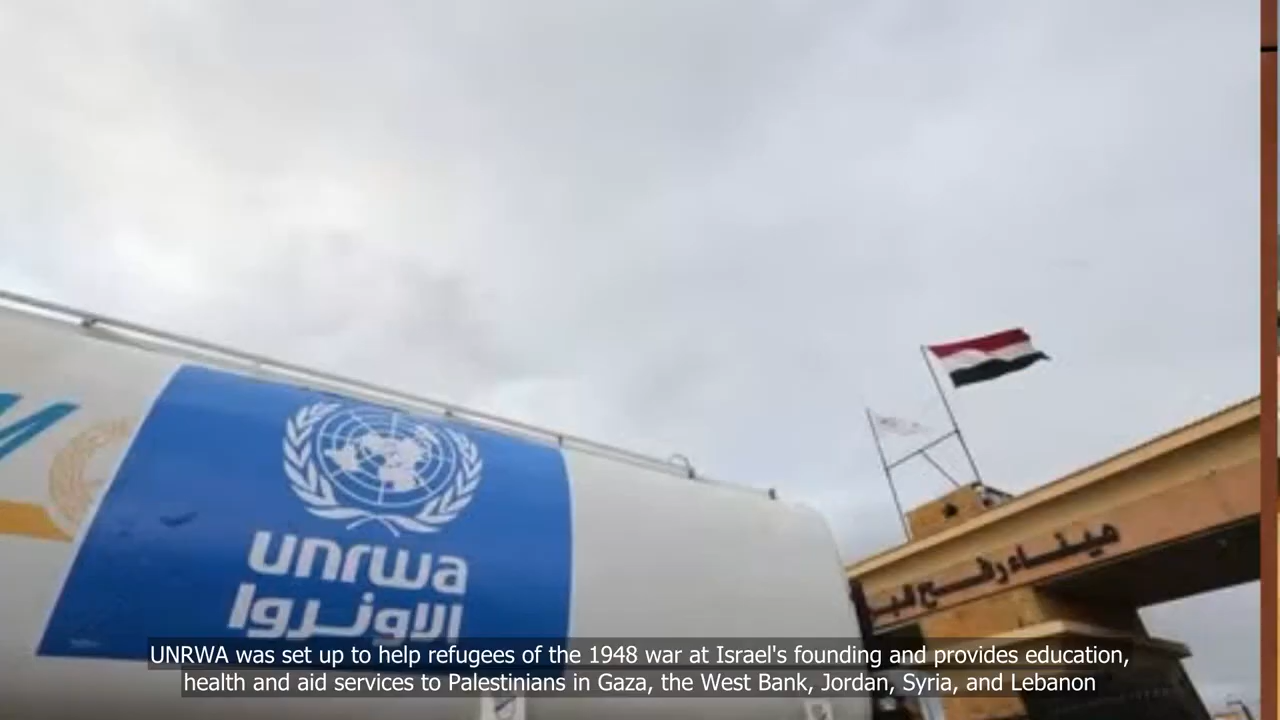 unrwa
الاونروا
ميناء رفح البر
UNRWA was set up to help refugees of the 1948 war at Israel's founding and provides education,
health and aid services to Palestinians in Gaza, the West Bank, Jordan, Syria, and Lebanon